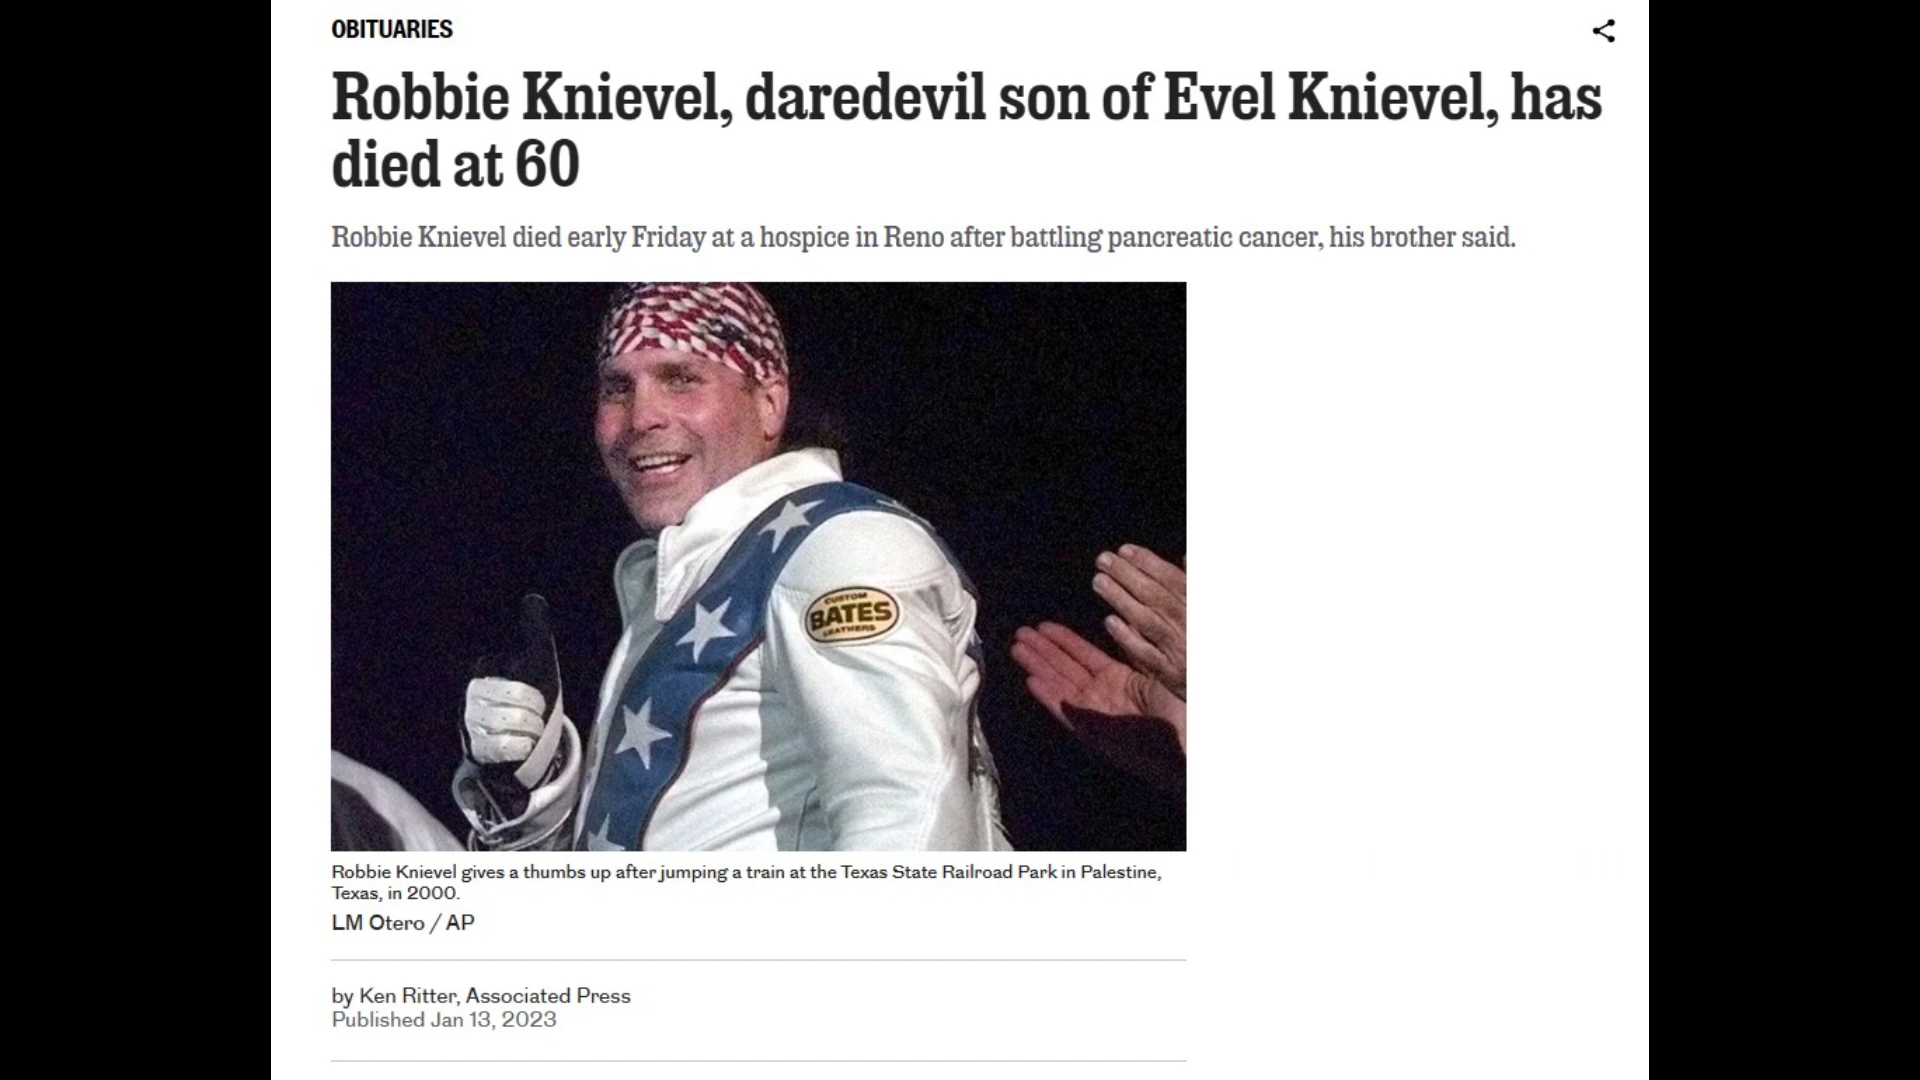 OBITUARIES
Robbie Knievel, daredevil son of Evel Knievel, has
died at 60
Robbie Knievel died early Friday at a hospice in Reno after battling pancreatic cancer, his brother said.
CUSTOM
BATES
LEATHERS
Robbie Knievel gives a thumbs up after jumping a train at the Texas State Railroad Park in Palestine,
Texas, in 2000.
LM Otero / AP
by Ken Ritter, Associated Press
Published Jan 13, 2023